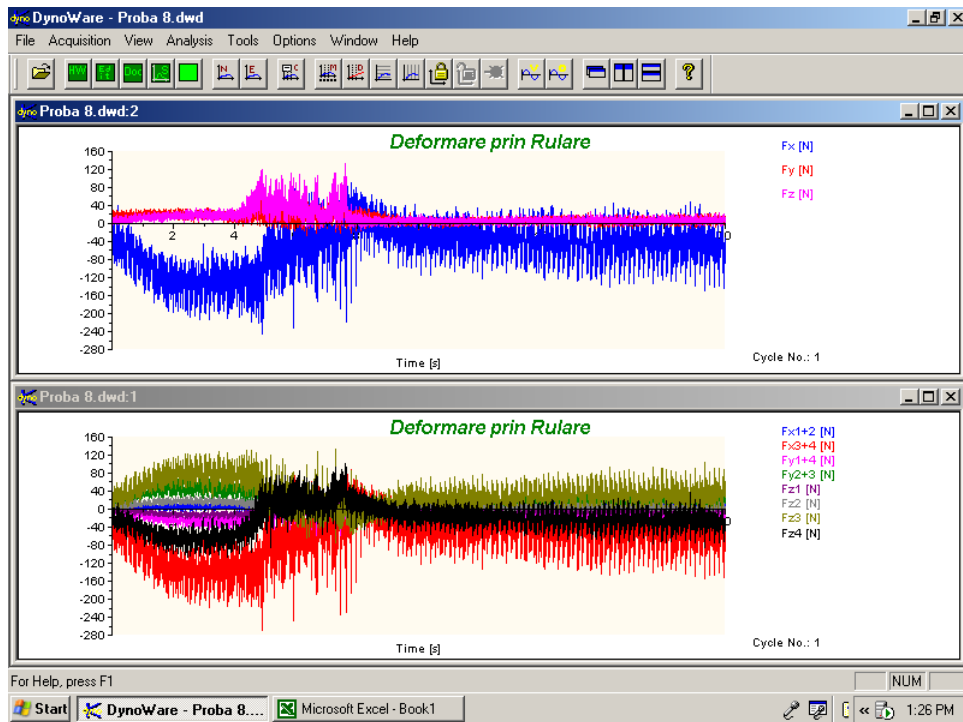 DynoWare - Proba 8.dwd
File Acquisition View Analysis Tools Options Window Help
Proba 8.dwd:2
Deformare prin Rulare
160
120
80
40
0
-40
-80
-120
-160
-200
-240
-280
2
4
Time [s]
Fx [N]
Fy [N]
Fz [N]
Cycle No.: 1
Proba 8.dwd:1
Deformare prin Rulare
160
120
80
40
0
-40
-80
-120
-160
-200
-240
-280
Time [s]
Fx1+2 [N]
Fx3+4 [N]
Fy1+4 [N]
Fy2+3 [N]
Fz1 [N]
Fz2 [N]
Fz3 [N]
Fz4 [N]
Cycle No.: 1
For Help, press F1
NUM
Start
DynoWare - Proba 8....
Microsoft Excel - Book1
1:26 PM